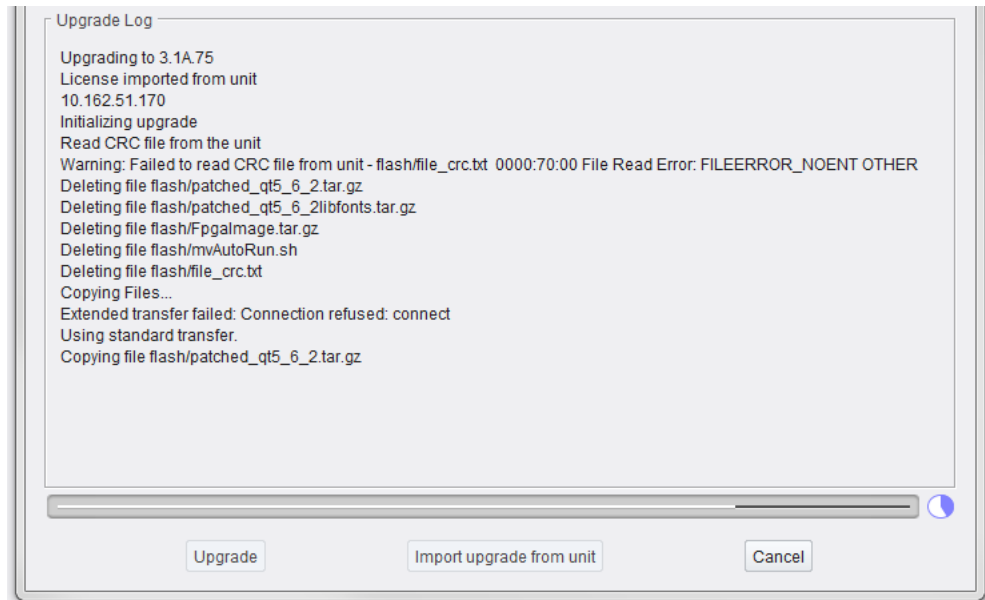 Upgrade Log
Upgrading to 3.1A.75
License imported from unit
10.162.51.170
Initializing upgrade
Read CRC file from the unit
Warning: Failed to read CRC file from unit - flash/file_crc.txt  0000:70:00 File Read Error: FILEERROR_NOENT OTHER
Deleting file flash/patched_qt5_6_2.tar.gz
Deleting file flash/patched_qt5_6_2libfonts.tar.gz
Deleting file flash/FpgaImage.tar.gz
Deleting file flash/mvAutoRun.sh
Deleting file flash/file_crc.txt
Copying Files...
Extended transfer failed: Connection refused: connect
Using standard transfer.
Copying file flash/patched_qt5_6_2.tar.gz
Upgrade
Import upgrade from unit
Cancel